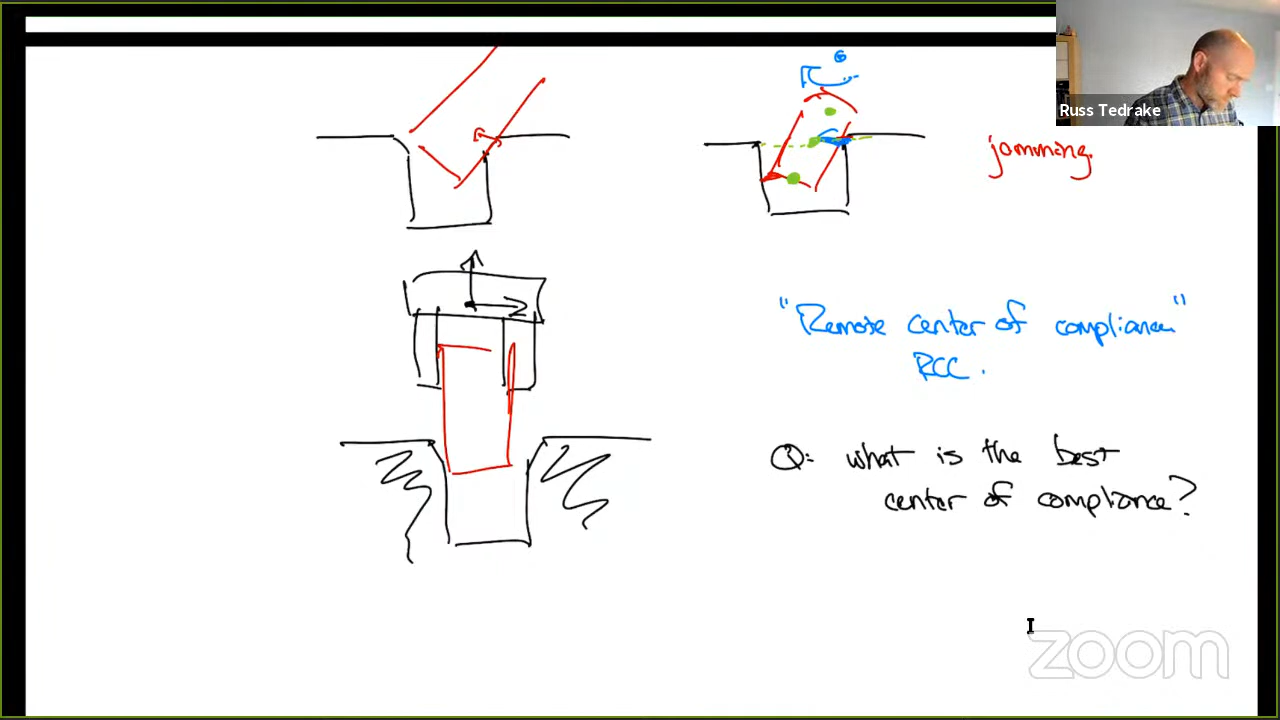 Russ Tedrake
jamming.
"Remote center of compliance"
RCC.
Q: what is the best
center of compliance?
zoom